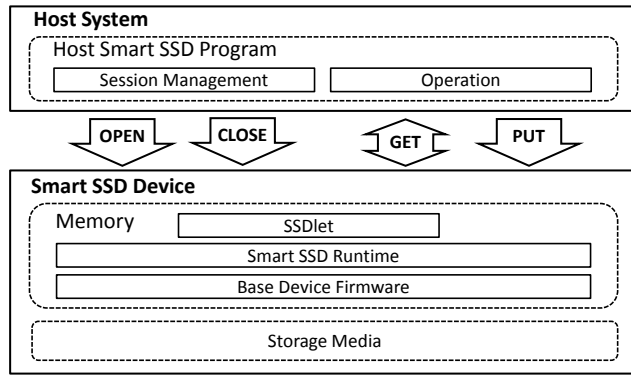 Host System
Host Smart SSD Program
Session Management
Operation
OPEN
CLOSE
GET
PUT
Smart SSD Device
Memory
SSDlet
Smart SSD Runtime
Base Device Firmware
Storage Media